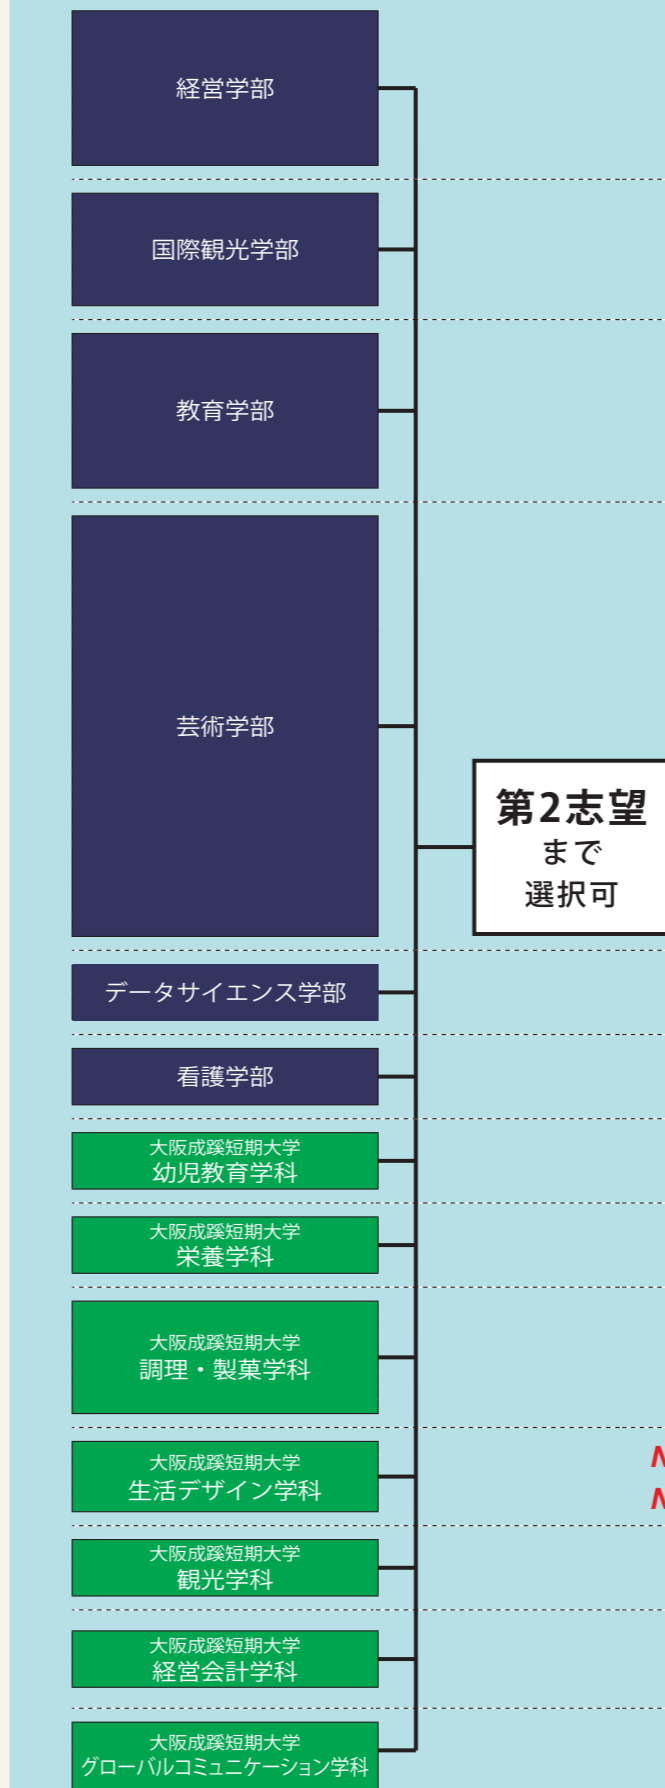 経営学部
国際観光学部
教育学部
芸術学部
第2志望
まで
選択可
データサイエンス学部
看護学部
大阪成蹊短期大学
幼児教育学科
大阪成蹊短期大学
栄養学科
大阪成蹊短期大学
調理・製菓学科
大阪成蹊短期大学
生活デザイン学科
大阪成蹊短期大学
観光学科
大阪成蹊短期大学
経営会計学科
大阪成蹊短期大学
グローバルコミュニケーション学科